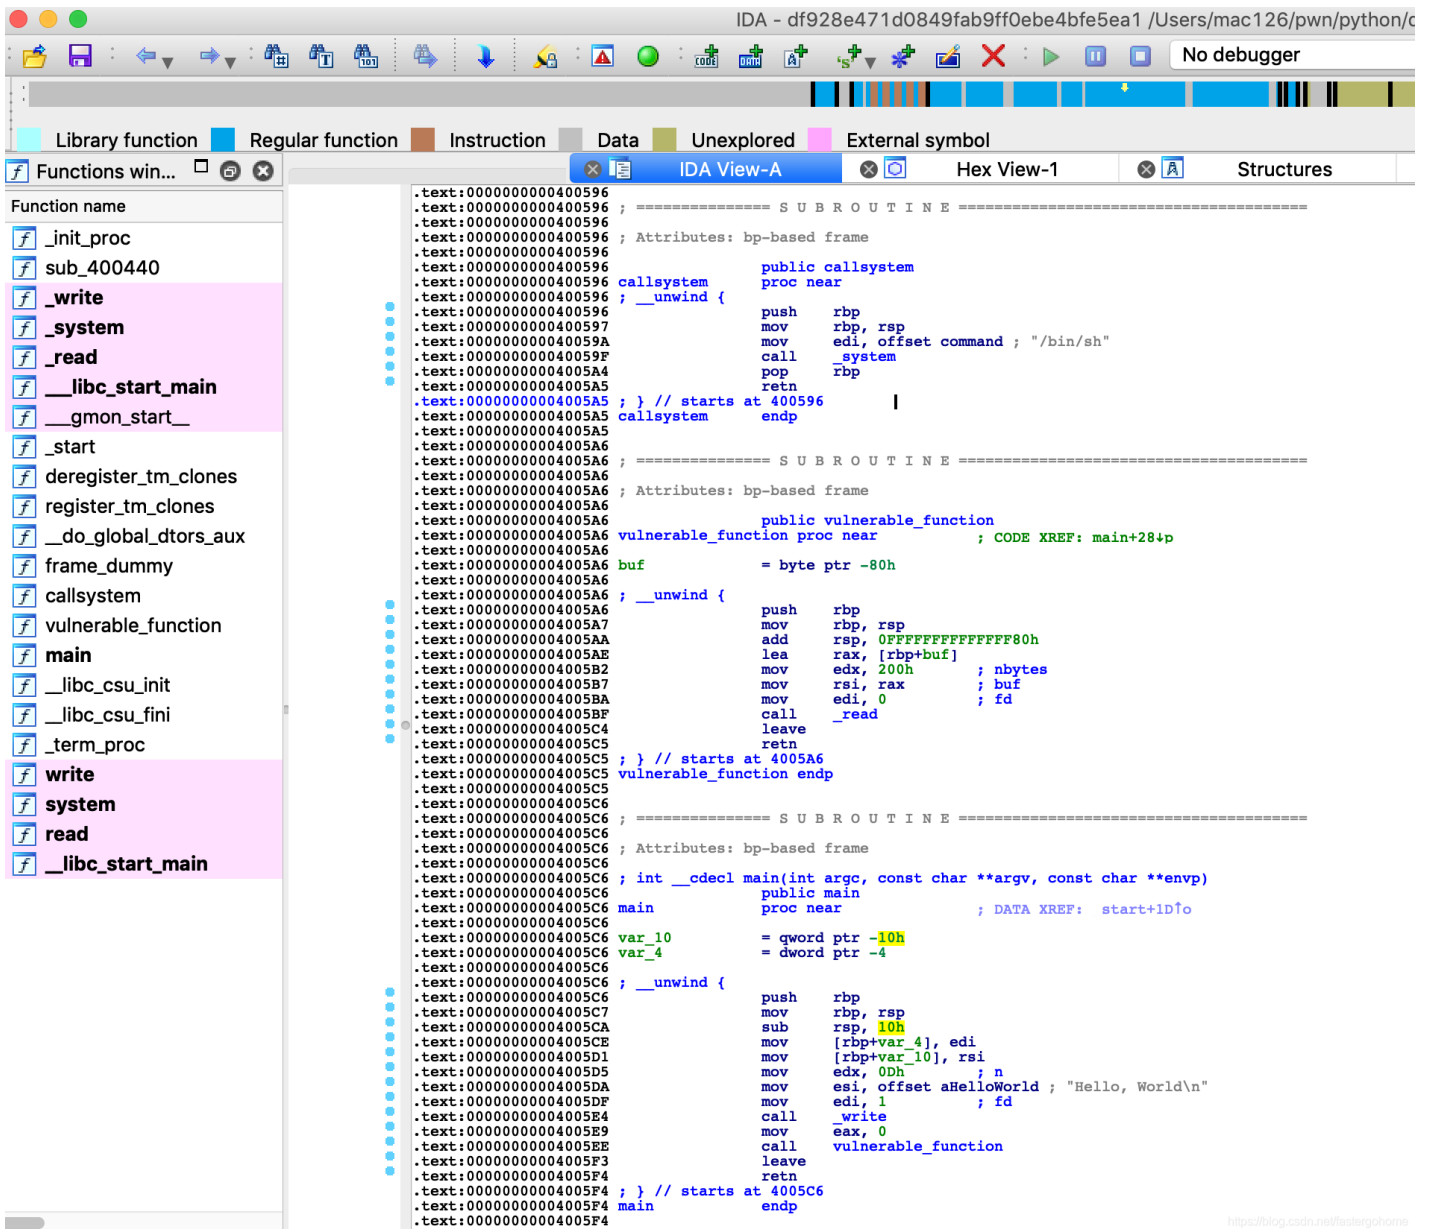 IDA - df928e471d0849fab9ff0ebe4bfe5ea1 /Users/mac126/pwn/python/
No debugger
Library function Regular function Instruction Data Unexplored External symbol
Functions win...
IDA View-A
Hex View-1
Structures
Function name
_init_proc
sub_400440
_write
_system
_read
___libc_start_main
__gmon_start__
_start
deregister_tm_clones
register_tm_clones
__do_global_dtors_aux
frame_dummy
callsystem
vulnerable_function
main
__libc_csu_init
__libc_csu_fini
_term_proc
write
system
read
__libc_start_main
.text:0000000000400596
.text:0000000000400596 ; =============== S U B R O U T I N E =======================================
.text:0000000000400596
.text:0000000000400596 ; Attributes: bp-based frame
.text:0000000000400596
.text:0000000000400596 public callsystem
.text:0000000000400596 callsystem proc near
.text:0000000000400596 ; __unwind {
.text:0000000000400596 push rbp
.text:0000000000400597 mov rbp, rsp
.text:000000000040059A mov edi, offset command ; "/bin/sh"
.text:000000000040059F call _system
.text:00000000004005A4 pop rbp
.text:00000000004005A5 retn
.text:00000000004005A5 ; } // starts at 400596
.text:00000000004005A5 callsystem endp
.text:00000000004005A5
.text:00000000004005A6
.text:00000000004005A6 ; =============== S U B R O U T I N E =======================================
.text:00000000004005A6
.text:00000000004005A6 ; Attributes: bp-based frame
.text:00000000004005A6
.text:00000000004005A6 public vulnerable_function
.text:00000000004005A6 vulnerable_function proc near ; CODE XREF: main+28↓p
.text:00000000004005A6
.text:00000000004005A6 buf = byte ptr -80h
.text:00000000004005A6
.text:00000000004005A6 ; __unwind {
.text:00000000004005A6 push rbp
.text:00000000004005A7 mov rbp, rsp
.text:00000000004005AA add rsp, 0FFFFFFFFFFFFFF80h
.text:00000000004005AE lea rax, [rbp+buf]
.text:00000000004005B2 mov edx, 200h ; nbytes
.text:00000000004005B7 mov rsi, rax ; buf
.text:00000000004005BA mov edi, 0 ; fd
.text:00000000004005BF call _read
.text:00000000004005C4 leave
.text:00000000004005C5 retn
.text:00000000004005C5 ; } // starts at 4005A6
.text:00000000004005C5 vulnerable_function endp
.text:00000000004005C5
.text:00000000004005C6
.text:00000000004005C6 ; =============== S U B R O U T I N E =======================================
.text:00000000004005C6
.text:00000000004005C6 ; Attributes: bp-based frame
.text:00000000004005C6
.text:00000000004005C6 ; int __cdecl main(int argc, const char **argv, const char **envp)
.text:00000000004005C6 public main
.text:00000000004005C6 main proc near ; DATA XREF: start+1D↑o
.text:00000000004005C6
.text:00000000004005C6 var_10 = qword ptr -10h
.text:00000000004005C6 var_4 = dword ptr -4
.text:00000000004005C6
.text:00000000004005C6 ; __unwind {
.text:00000000004005C6 push rbp
.text:00000000004005C7 mov rbp, rsp
.text:00000000004005CA sub rsp, 10h
.text:00000000004005CE mov [rbp+var_4], edi
.text:00000000004005D1 mov [rbp+var_10], rsi
.text:00000000004005D5 mov edx, 0Dh ; n
.text:00000000004005DA mov esi, offset aHelloWorld ; "Hello, World\n"
.text:00000000004005DF mov edi, 1 ; fd
.text:00000000004005E4 call _write
.text:00000000004005E9 mov eax, 0
.text:00000000004005EE call vulnerable_function
.text:00000000004005F3 leave
.text:00000000004005F4 retn
.text:00000000004005F4 ; } // starts at 4005C6
.text:00000000004005F4 main endp
.text:00000000004005F4
https://blog.csdn.net/fastergohome